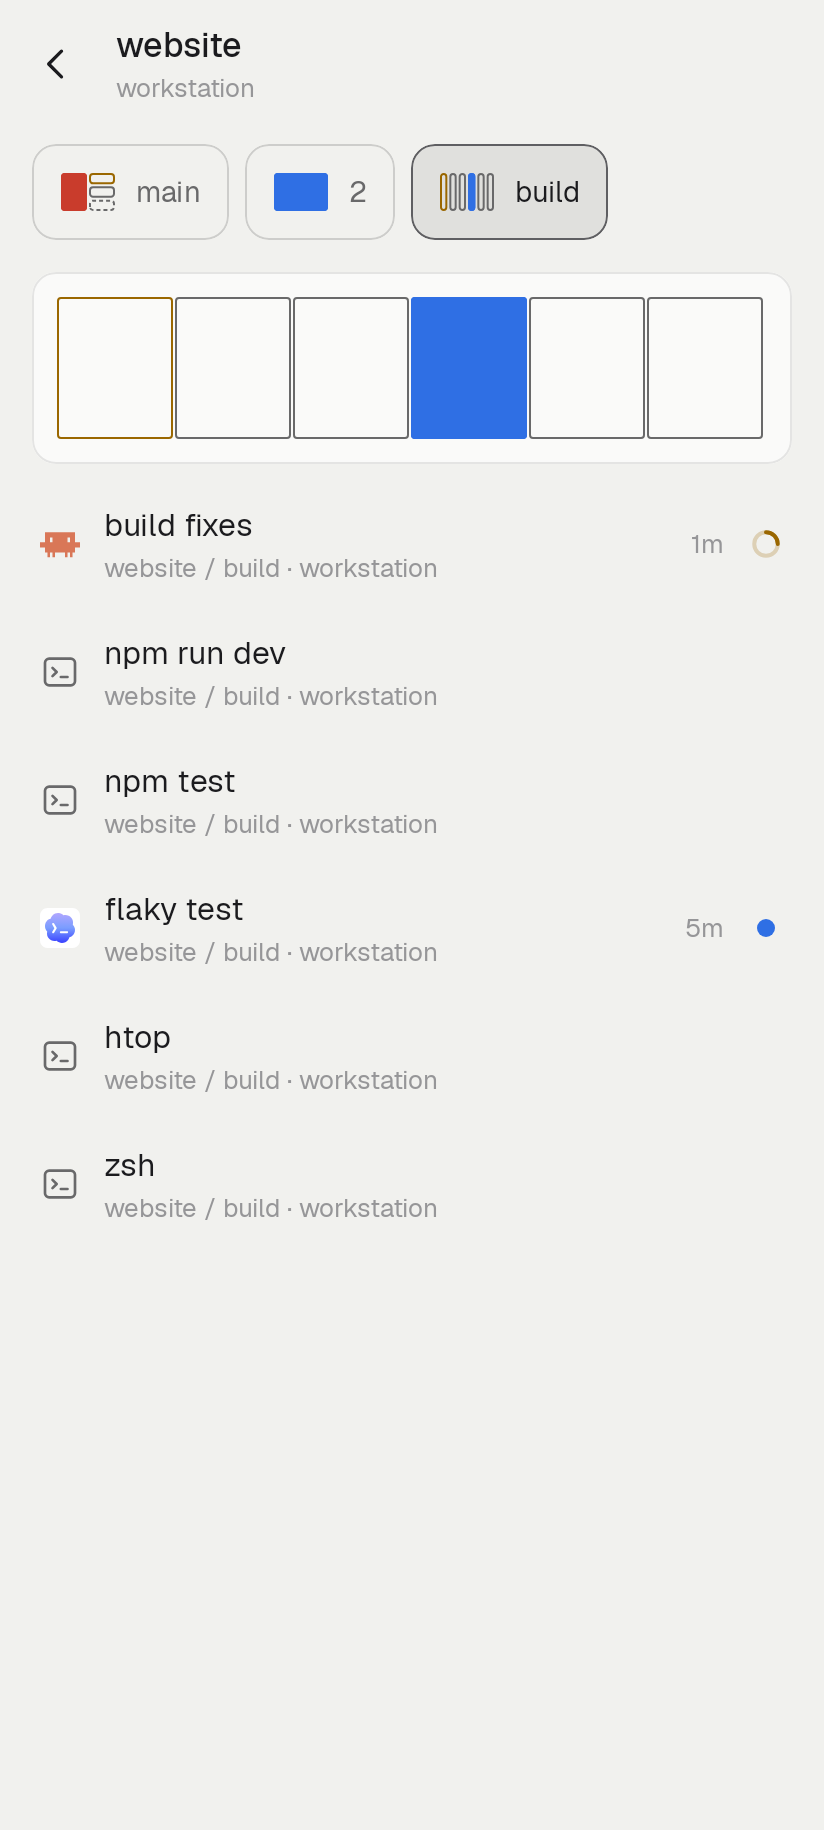 website
workstation
main
2
build
build fixes
1m
website / build · workstation
npm run dev
website / build · workstation
npm test
website / build · workstation
flaky test
5m
website / build · workstation
htop
website / build · workstation
zsh
website / build · workstation